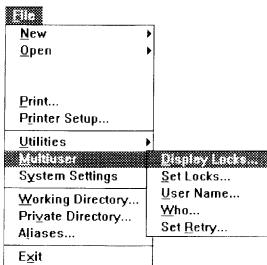 File
New
Open
Print...
Printer Setup...
Utilities
Multiuser
System Settings
Working Directory...
Private Directory...
Aliases...
Exit
Display Locks...
Set Locks...
User Name...
Who...
Set Retry...